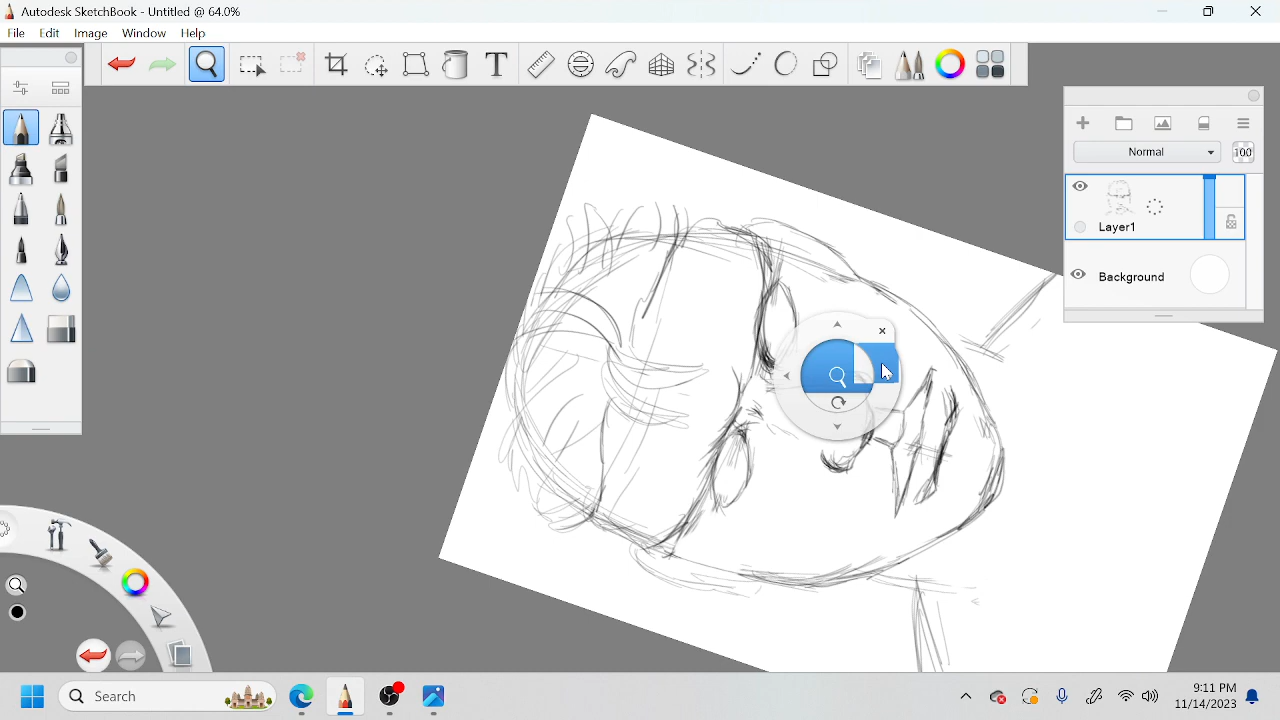 Autodesk SketchBook - Untitled @ 64.0%
File Edit Image Window Help
T
Normal 100
Layer1
Background
Search
9:11 PM
11/14/2023